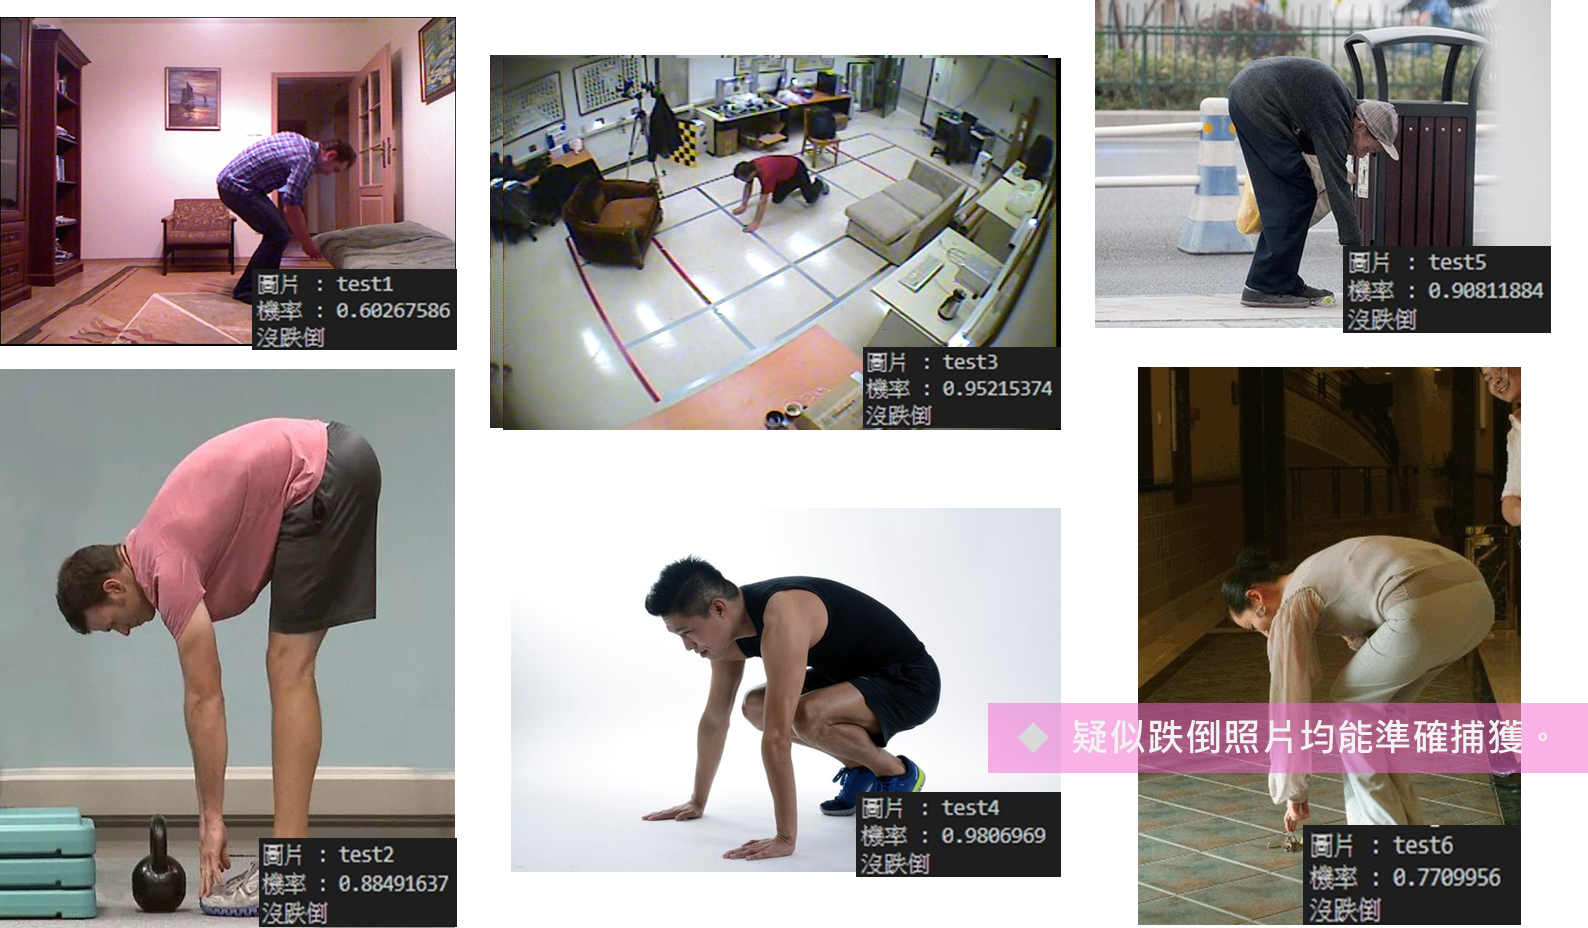 圖片 : test1
機率 : 0.60267586
沒跌倒
圖片 : test3
機率 : 0.95215374
沒跌倒
圖片 : test5
機率 : 0.90811884
沒跌倒
圖片 : test2
機率 : 0.88491637
沒跌倒
圖片 : test4
機率 : 0.9806969
沒跌倒
◆ 疑似跌倒照片均能準確捕獲。
圖片 : test6
機率 : 0.7709956
沒跌倒